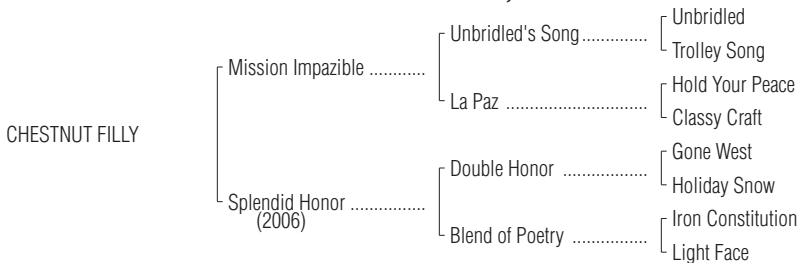 Unbridled
Unbridled's Song..............
Trolley Song
Mission Impazible ............
Hold Your Peace
La Paz ..............................
Classy Craft
CHESTNUT FILLY
Gone West
Double Honor ..................
Holiday Snow
Splendid Honor ................
(2006)
Iron Constitution
Blend of Poetry ................
Light Face